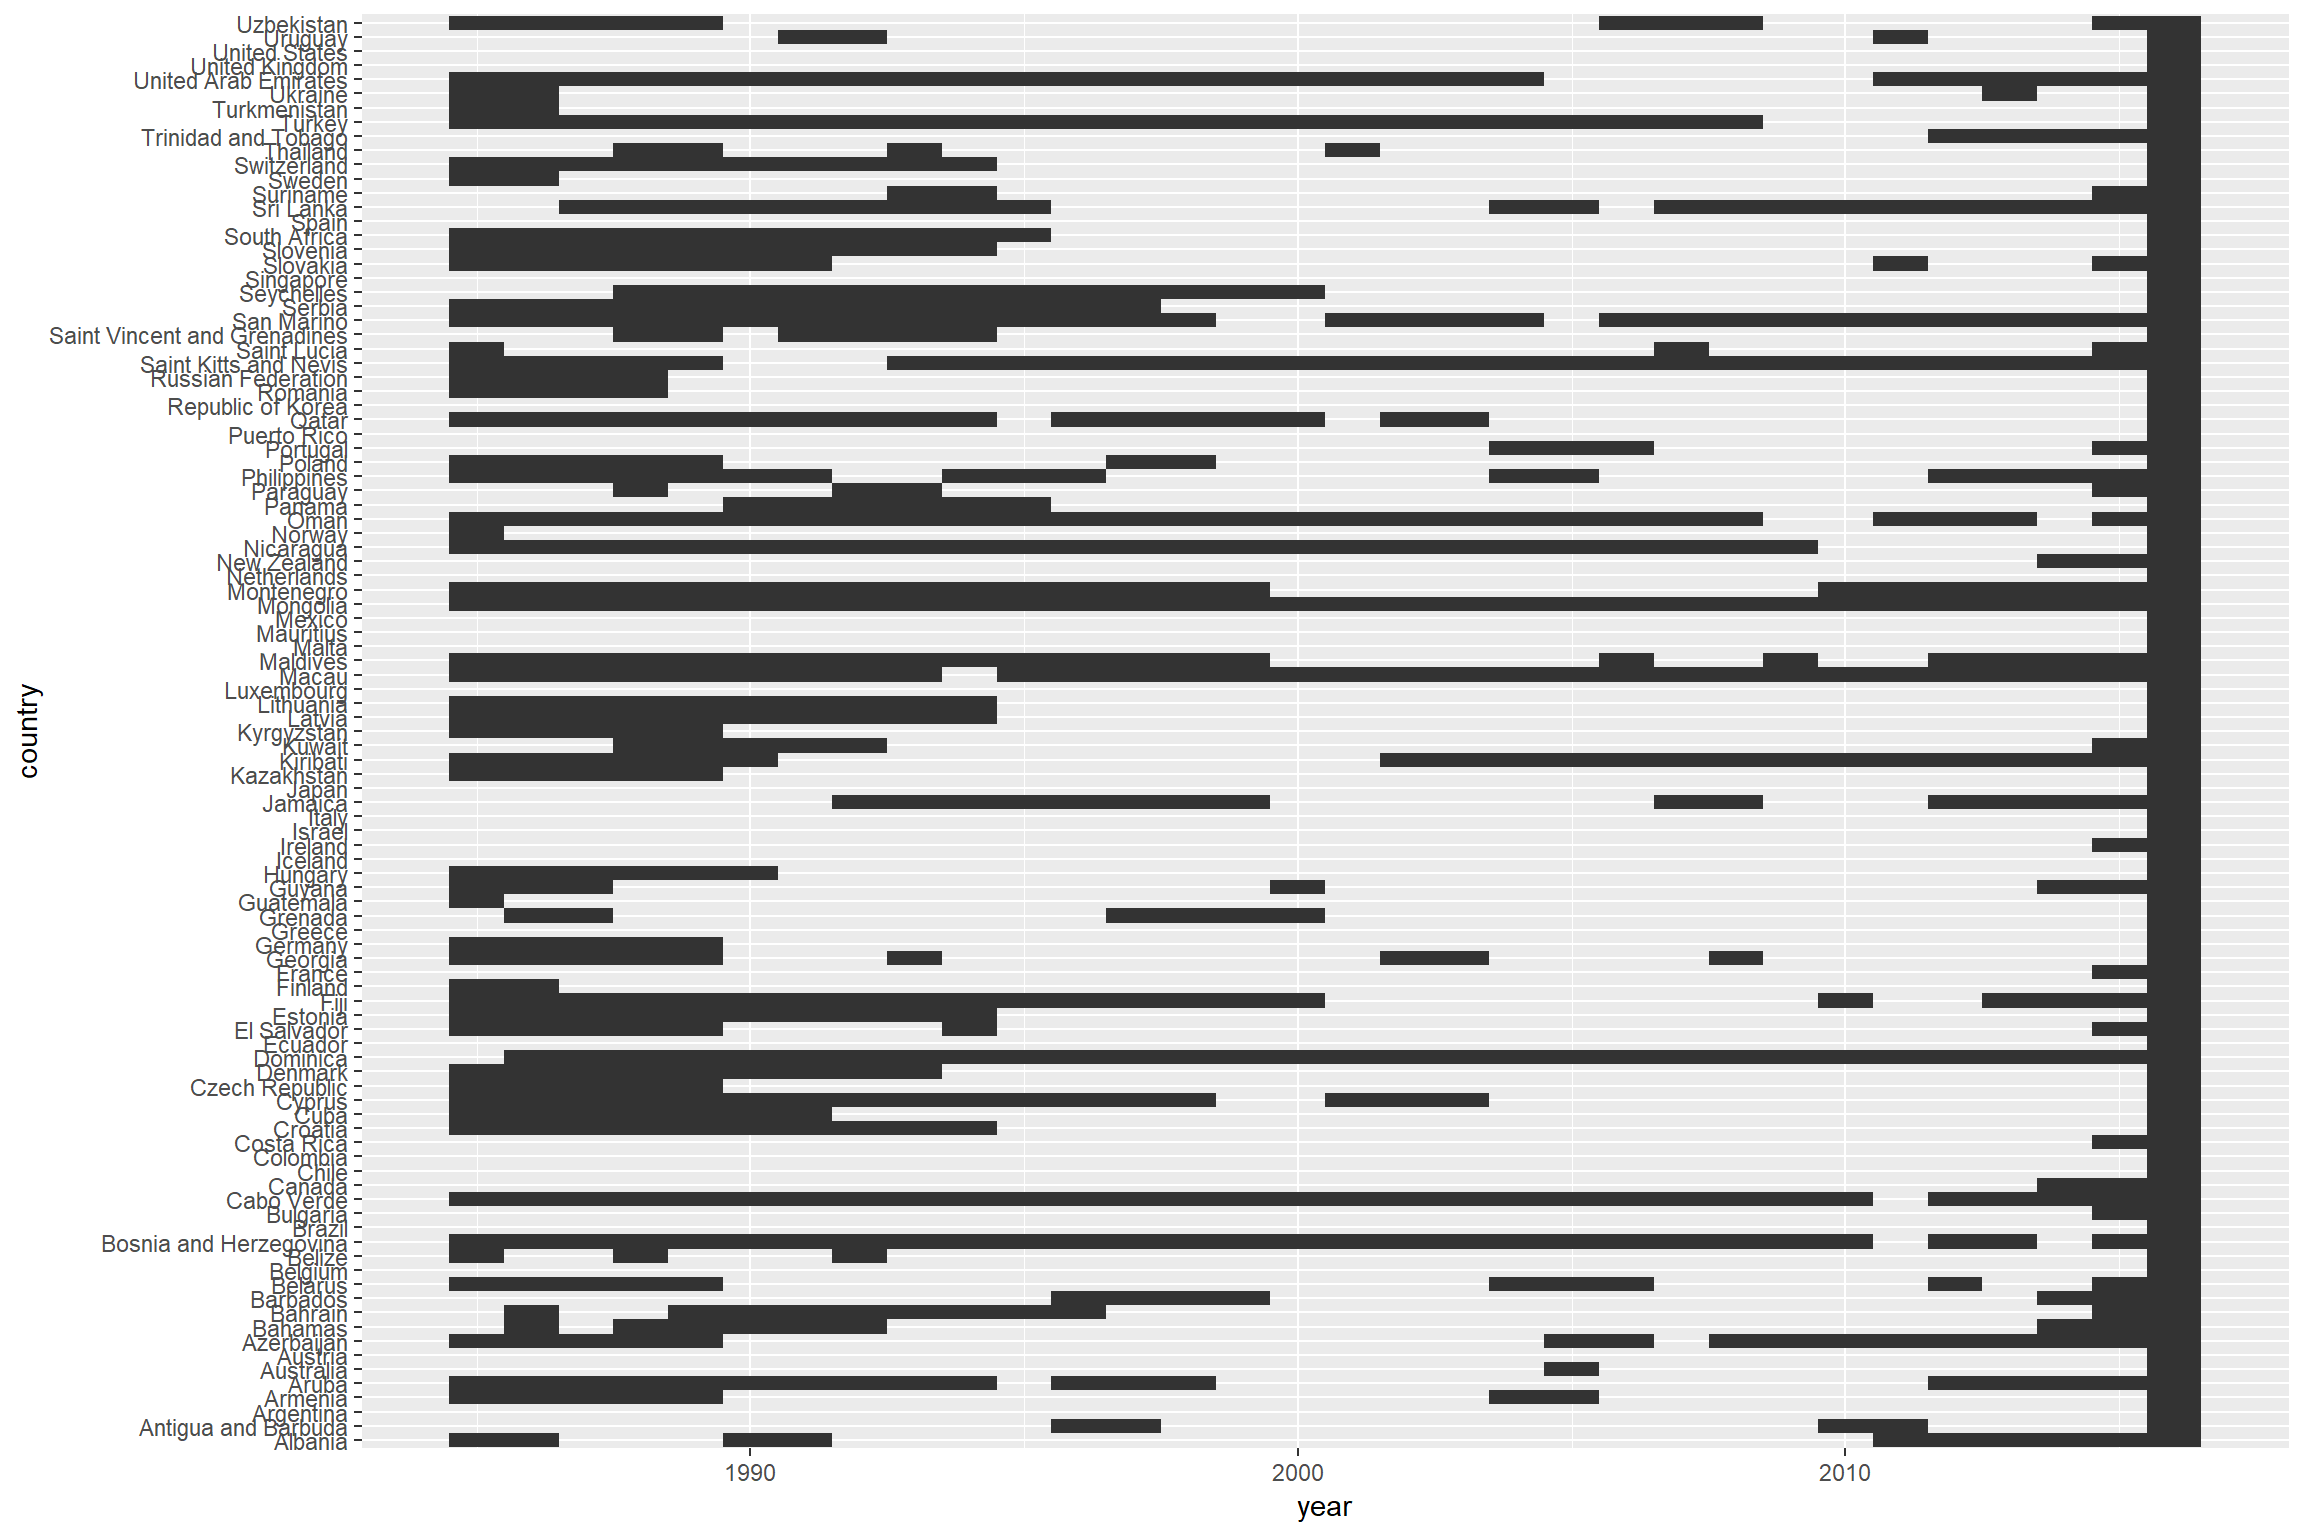 Uzbekistan
Uruguay
United States
United Kingdom
United Arab Emirates
Ukraine
Turkmenistan
Turkey
Trinidad and Tobago
Thailand
Switzerland
Sweden
Suriname
Sri Lanka
Spain
South Africa
Slovenia
Slovakia
Singapore
Seychelles
Serbia
San Marino
Saint Vincent and Grenadines
Saint Lucia
Saint Kitts and Nevis
Russian Federation
Romania
Republic of Korea
Qatar
Puerto Rico
Portugal
Poland
Philippines
Paraguay
Panama
Oman
Norway
Nicaragua
New Zealand
Netherlands
Montenegro
Mongolia
Mexico
Mauritius
Malta
Maldives
Macau
Luxembourg
Lithuania
Latvia
Kyrgyzstan
Kuwait
Kiribati
Kazakhstan
Japan
Jamaica
Italy
Israel
Ireland
Iceland
Hungary
Guyana
Guatemala
Grenada
Greece
Germany
Georgia
France
Finland
Fiji
Estonia
El Salvador
Ecuador
Dominica
Denmark
Czech Republic
Cyprus
Cuba
Croatia
Costa Rica
Colombia
Chile
Canada
Cabo Verde
Bulgaria
Brazil
Bosnia and Herzegovina
Belize
Belgium
Belarus
Barbados
Bahrain
Bahamas
Azerbaijan
Austria
Australia
Aruba
Armenia
Argentina
Antigua and Barbuda
Albania
country
1990 2000 2010
year